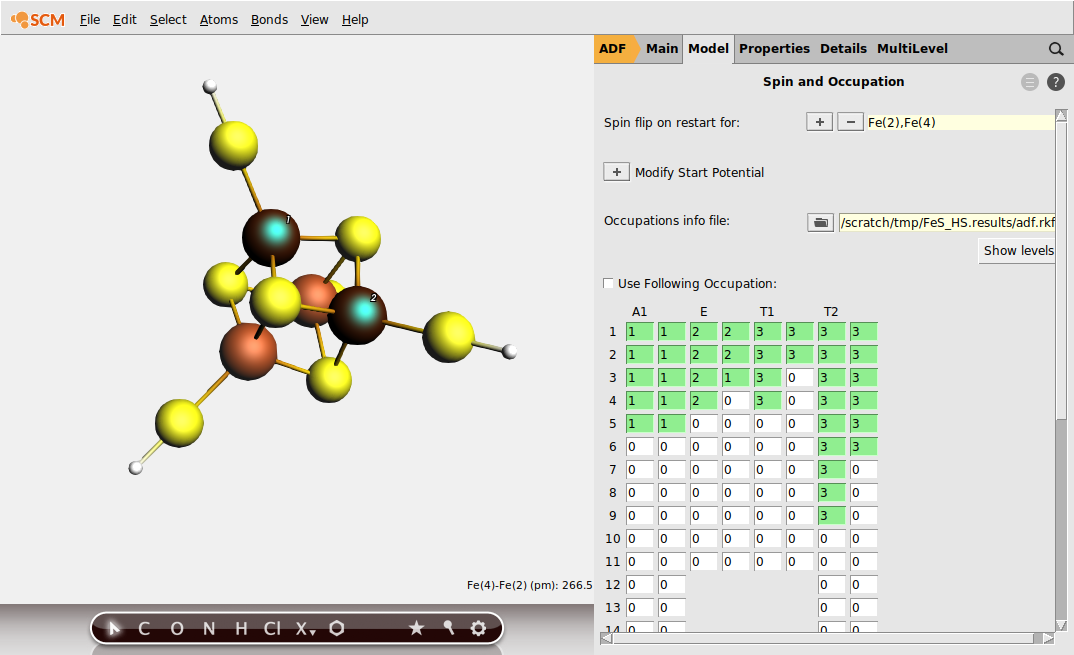 SCM File Edit Select Atoms Bonds View Help
ADF Main Model Properties Details MultiLevel
Spin and Occupation
?
Spin flip on restart for: + − Fe(2),Fe(4)
+ Modify Start Potential
Occupations info file: /scratch/tmp/FeS_HS.results/adf.rkf
Show levels
Use Following Occupation:
A1 E T1 T2
1 1 1 2 2 3 3 3 3
2 1 1 2 2 3 3 3 3
3 1 1 2 1 3 0 3 3
4 1 1 2 0 3 0 3 3
5 1 1 0 0 0 0 3 3
6 0 0 0 0 0 0 3 3
7 0 0 0 0 0 0 3 0
8 0 0 0 0 0 0 3 0
9 0 0 0 0 0 0 3 0
10 0 0 0 0 0 0 0 0
11 0 0 0 0 0 0 0 0
12 0 0 0 0
13 0 0 0 0
14 0 0 0 0
1
2
Fe(4)-Fe(2) (pm): 266.5
C O N H Cl X